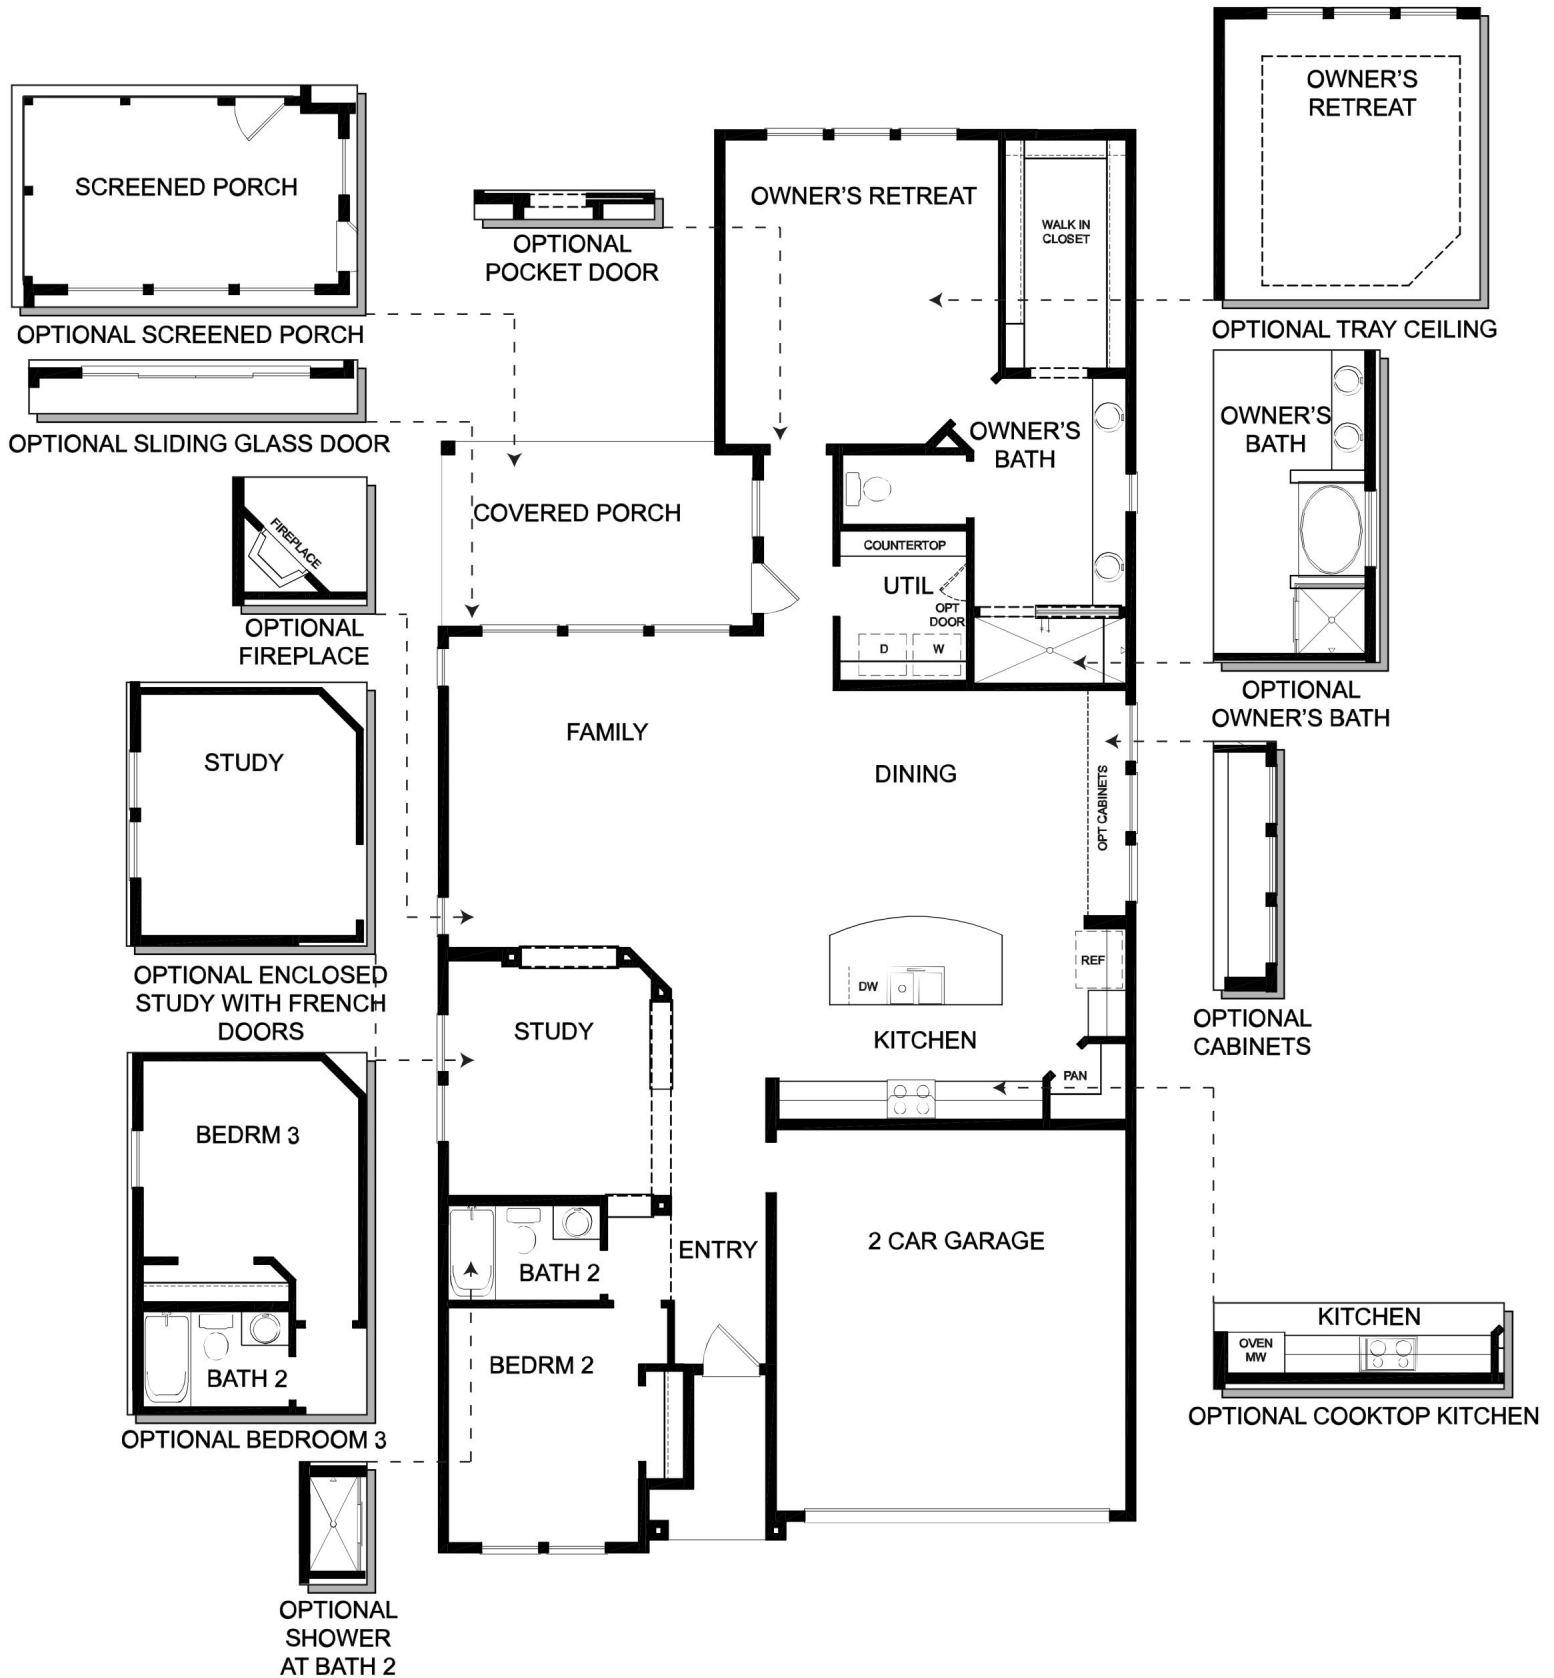 OWNER'S
RETREAT
OPTIONAL TRAY CEILING
SCREENED PORCH
OPTIONAL SCREENED PORCH
OPTIONAL
POCKET DOOR
OWNER'S RETREAT
WALK IN
CLOSET
OPTIONAL SLIDING GLASS DOOR
OWNER'S
BATH
OWNER'S
BATH
OPTIONAL
OWNER'S BATH
COVERED PORCH
FIREPLACE
OPTIONAL
FIREPLACE
COUNTERTOP
UTIL
OPT
DOOR
D
W
STUDY
OPTIONAL ENCLOSED
STUDY WITH FRENCH
DOORS
FAMILY
DINING
OPT CABINETS
OPTIONAL
CABINETS
REF
DW
STUDY
KITCHEN
PAN
BEDRM 3
BATH 2
OPTIONAL BEDROOM 3
ENTRY
2 CAR GARAGE
BATH 2
BEDRM 2
KITCHEN
OVEN
MW
OPTIONAL COOKTOP KITCHEN
OPTIONAL
SHOWER
AT BATH 2